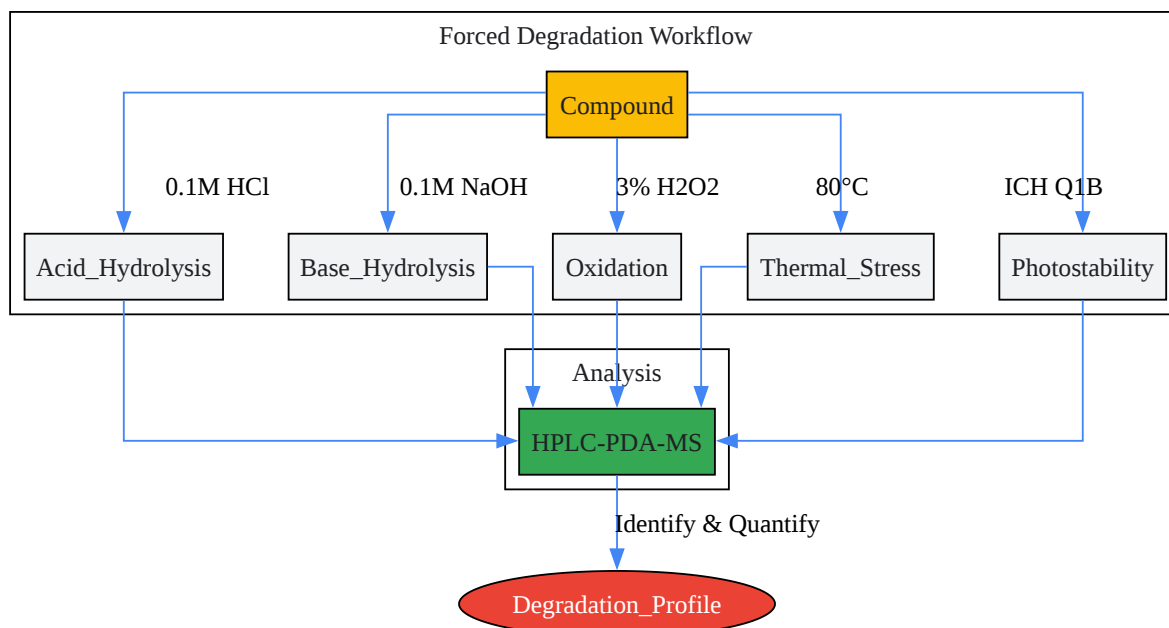 Forced Degradation Workflow
Compound
0.1M HCl
0.1M NaOH
3% H2O2
80°C
ICH Q1B
Acid_Hydrolysis
Base_Hydrolysis
Oxidation
Thermal_Stress
Photostability
Analysis
HPLC-PDA-MS
Identify & Quantify
Degradation_Profile